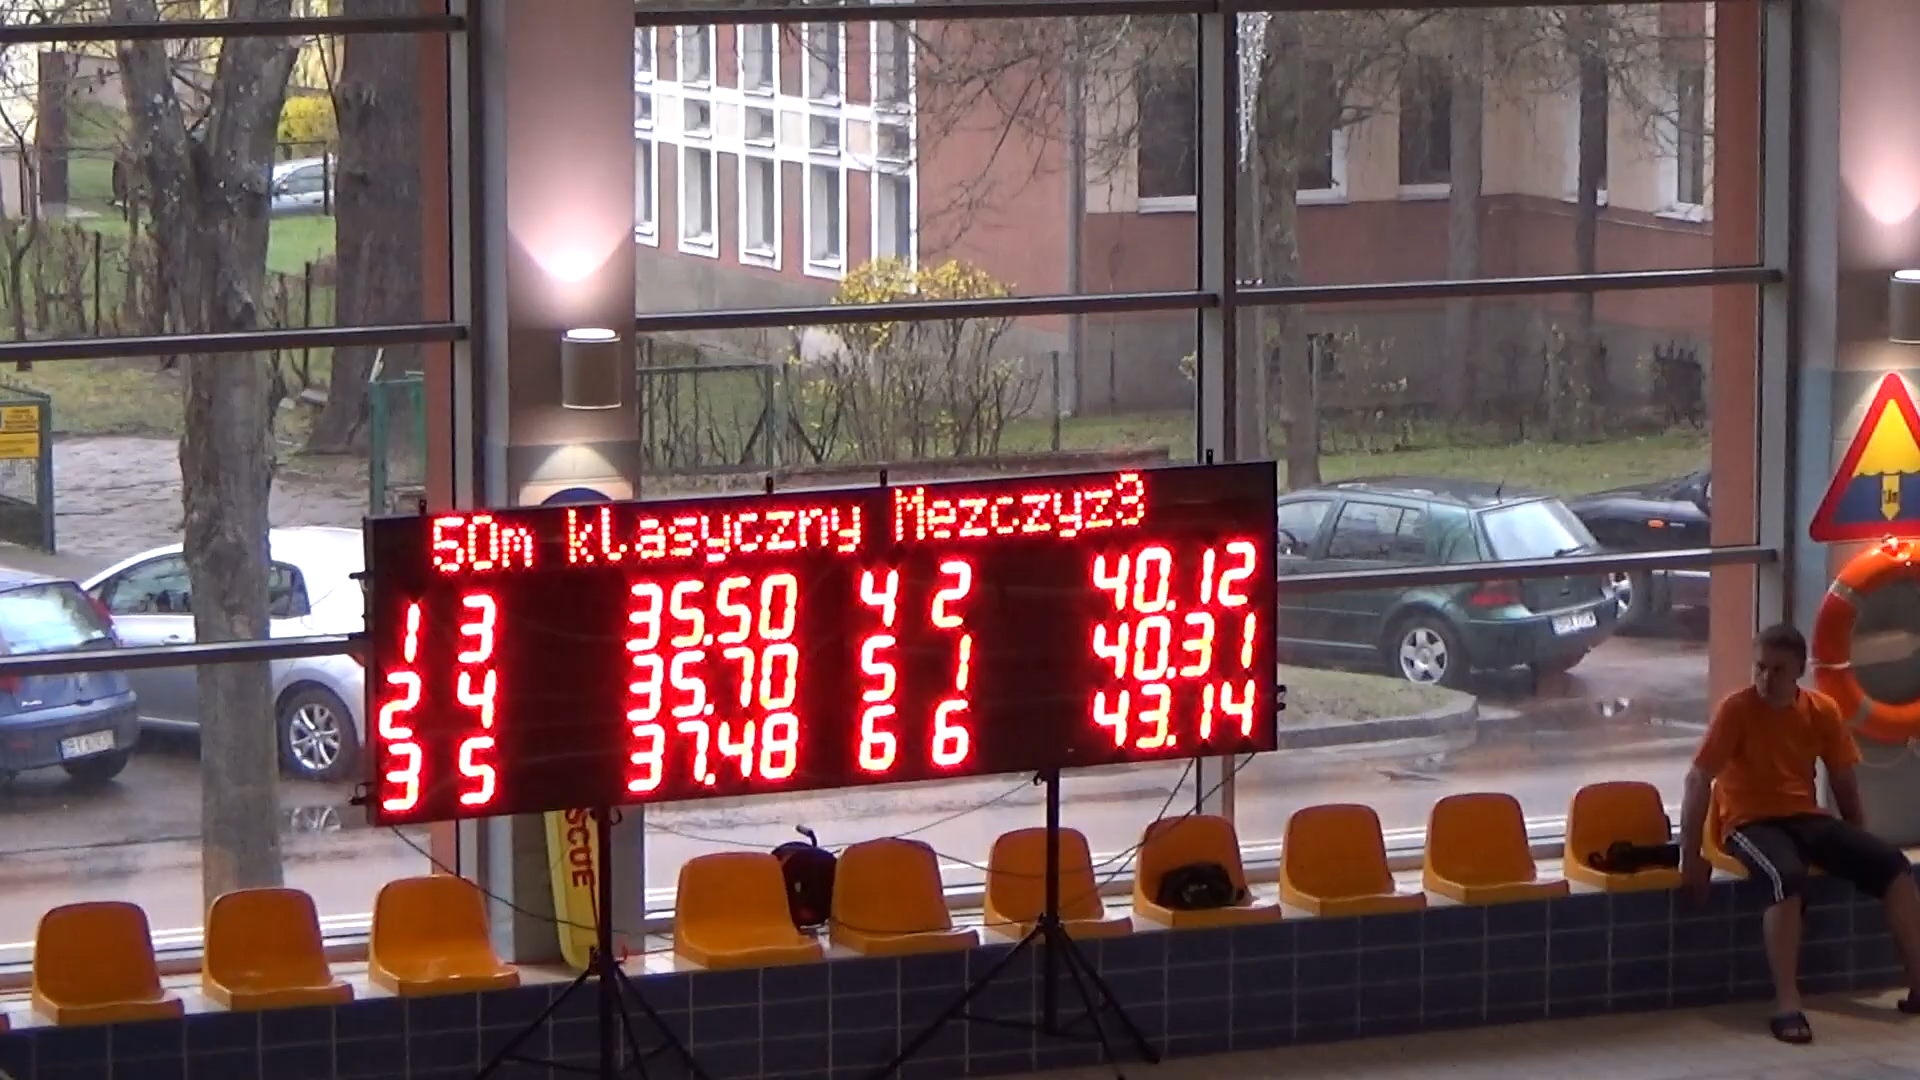 50m klasyczny Mezczyz3
1 3 35.50 4 2 40.12
2 4 35.70 5 1 40.31
3 5 37.48 6 6 43.14
SCUE